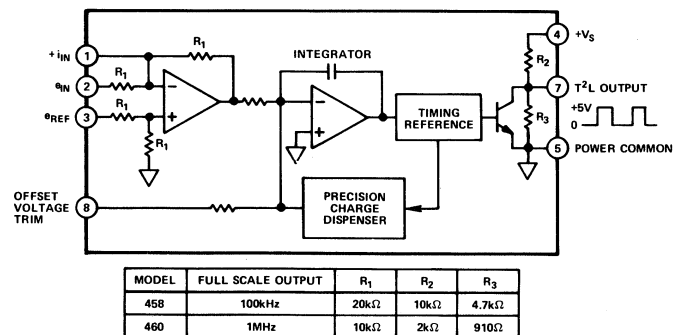 + iIN 1 R1 4 +VS
INTEGRATOR
R1 R2
eIN 2 − − 7 T²L OUTPUT
R1 TIMING REFERENCE R3 +5V
eREF 3 + + 0
R1 5 POWER COMMON
OFFSET VOLTAGE TRIM 8
PRECISION CHARGE DISPENSER
MODEL FULL SCALE OUTPUT R1 R2 R3
458 100kHz 20kΩ 10kΩ 4.7kΩ
460 1MHz 10kΩ 2kΩ 910Ω